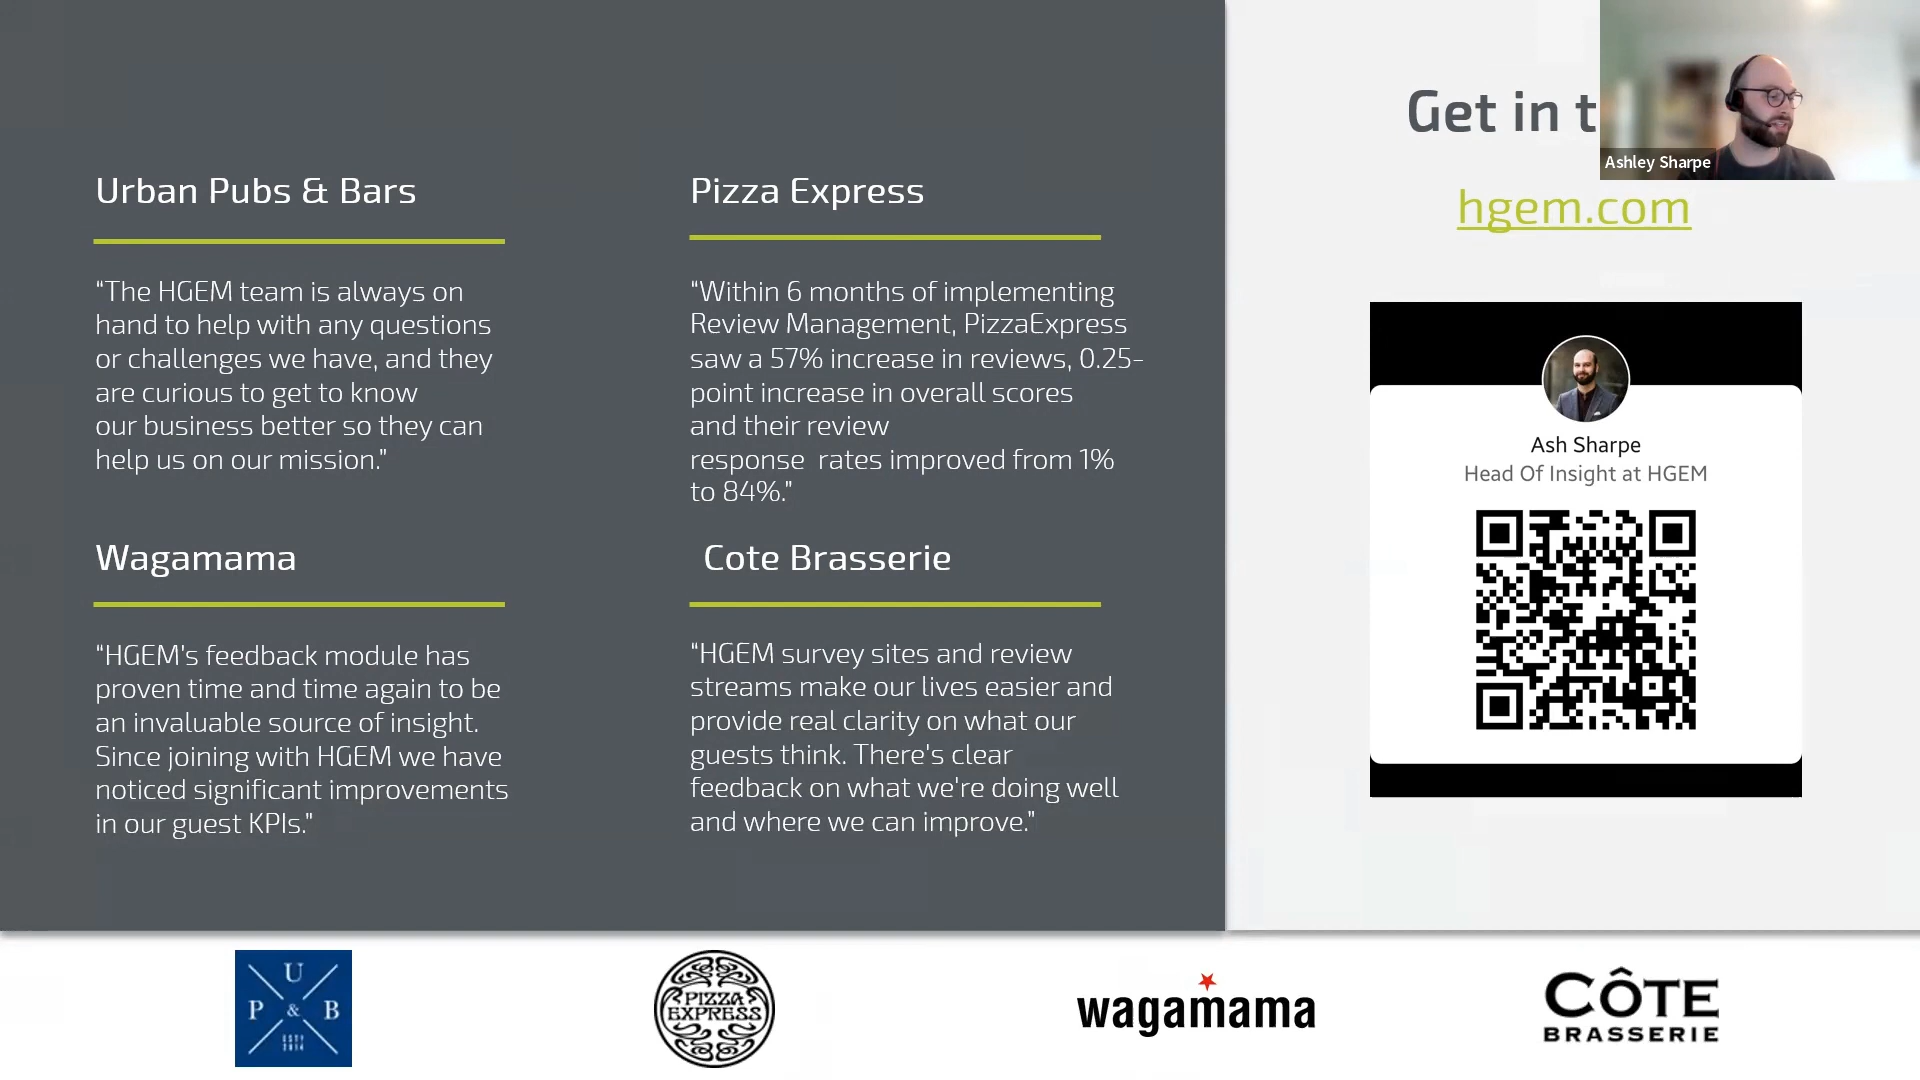 Urban Pubs & Bars
“The HGEM team is always on
hand to help with any questions
or challenges we have, and they
are curious to get to know
our business better so they can
help us on our mission.”
Pizza Express
“Within 6 months of implementing
Review Management, PizzaExpress
saw a 57% increase in reviews, 0.25-
point increase in overall scores
and their review
response  rates improved from 1%
to 84%.”
Wagamama
“HGEM's feedback module has
proven time and time again to be
an invaluable source of insight.
Since joining with HGEM we have
noticed significant improvements
in our guest KPIs.”
Cote Brasserie
“HGEM survey sites and review
streams make our lives easier and
provide real clarity on what our
guests think. There's clear
feedback on what we're doing well
and where we can improve.”
Get in t
Ashley Sharpe
hgem.com
Ash Sharpe
Head Of Insight at HGEM
U
P & B
ESTD
2014
PIZZA
EXPRESS
wagamama
CÔTE
BRASSERIE